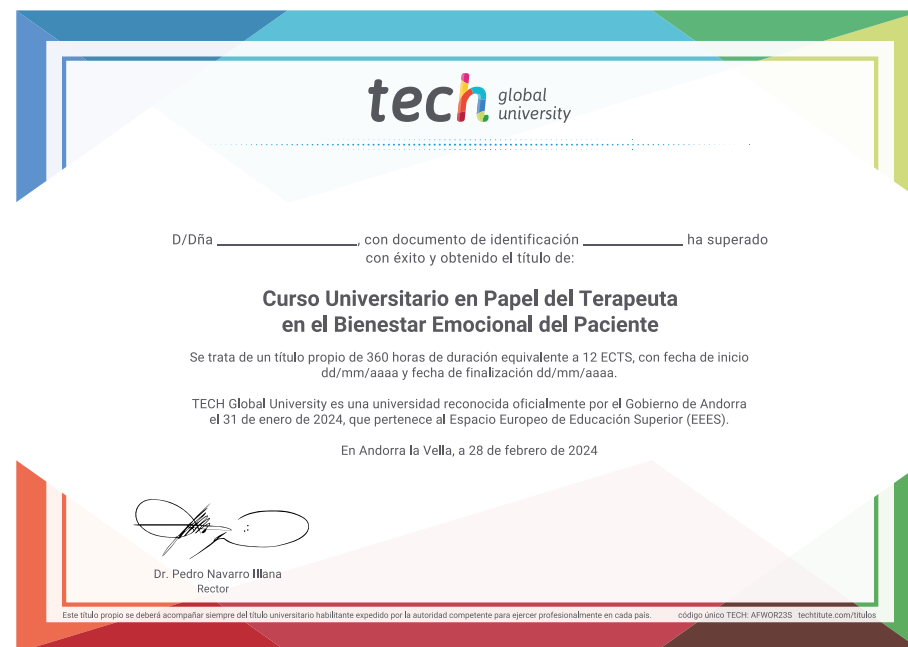 tech global university
D/Dña ______________, con documento de identificación __________ ha superado
con éxito y obtenido el título de:
Curso Universitario en Papel del Terapeuta
en el Bienestar Emocional del Paciente
Se trata de un título propio de 360 horas de duración equivalente a 12 ECTS, con fecha de inicio
dd/mm/aaaa y fecha de finalización dd/mm/aaaa.
TECH Global University es una universidad reconocida oficialmente por el Gobierno de Andorra
el 31 de enero de 2024, que pertenece al Espacio Europeo de Educación Superior (EEES).
En Andorra la Vella, a 28 de febrero de 2024
Dr. Pedro Navarro Illana
Rector
Este título propio se deberá acompañar siempre del título universitario habilitante expedido por la autoridad competente para ejercer profesionalmente en cada país. código único TECH: AFWOR23S techtitute.com/titulos